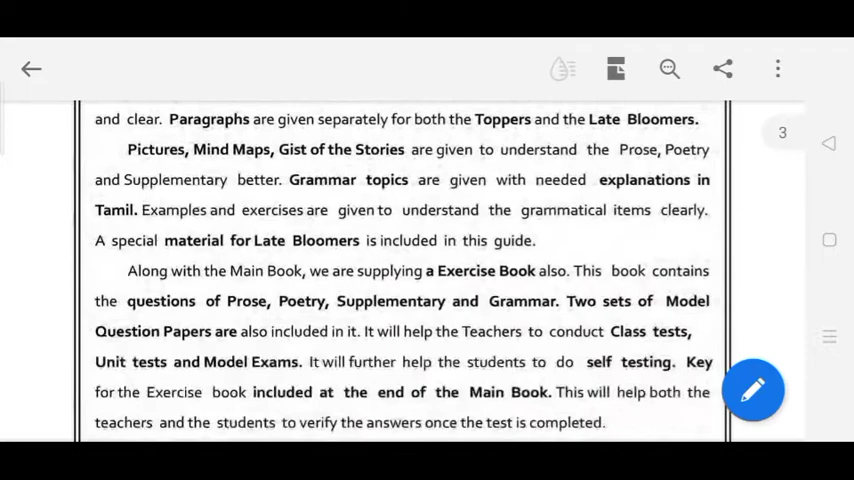 and clear. Paragraphs are given separately for both the Toppers and the Late Bloomers.
3
Pictures, Mind Maps, Gist of the Stories are given to understand the Prose, Poetry
and Supplementary better. Grammar topics are given with needed explanations in
Tamil. Examples and exercises are given to understand the grammatical items clearly.
A special material for Late Bloomers is included in this guide.
Along with the Main Book, we are supplying a Exercise Book also. This book contains
the questions of Prose, Poetry, Supplementary and Grammar. Two sets of Model
Question Papers are also included in it. It will help the Teachers to conduct Class tests,
Unit tests and Model Exams. It will further help the students to do self testing. Key
for the Exercise book included at the end of the Main Book. This will help both the
teachers and the students to verify the answers once the test is completed.